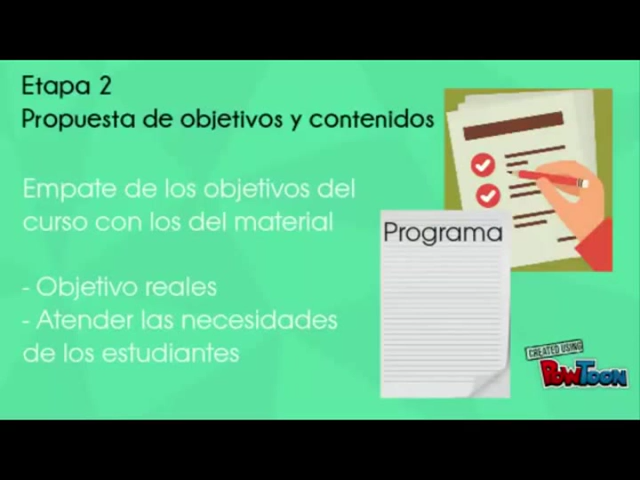 Etapa 2
Propuesta de objetivos y contenidos
Empate de los objetivos del
curso con los del material
- Objetivo reales
- Atender las necesidades
de los estudiantes
Programa
CREATED USING
POWTOON